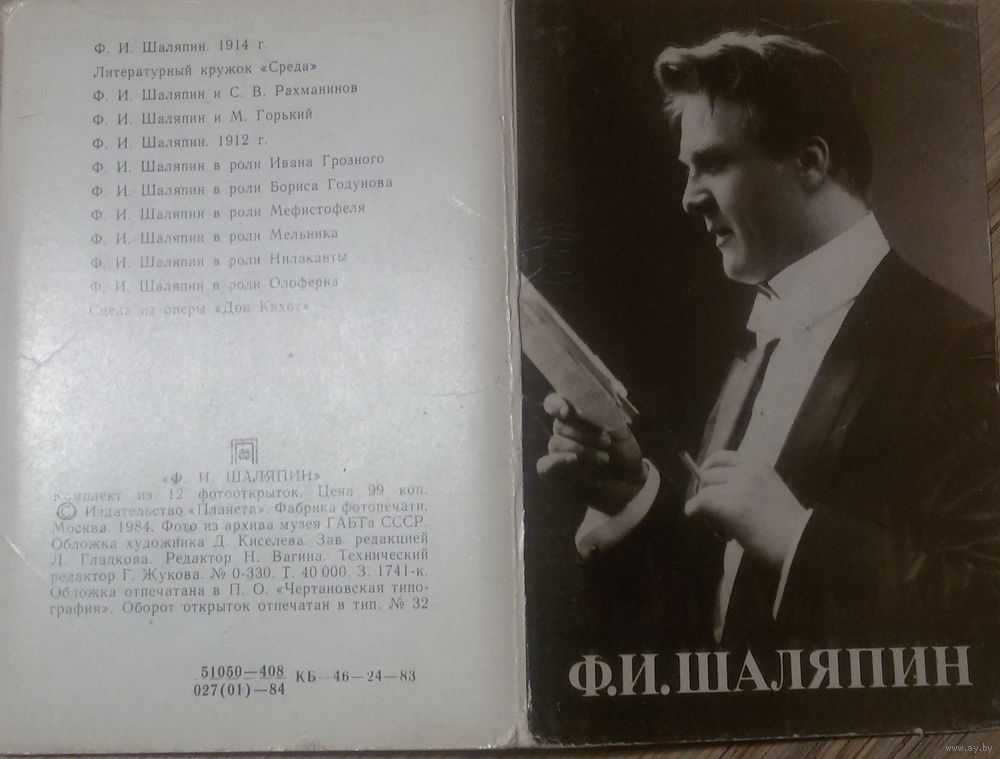 Ф. И. Шаляпин. 1914 г.
Литературный кружок «Среда»
Ф. И. Шаляпин и С. В. Рахманинов
Ф. И. Шаляпин и М. Горький
Ф. И. Шаляпин. 1912 г.
Ф. И. Шаляпин в роли Ивана Грозного
Ф. И. Шаляпин в роли Бориса Годунова
Ф. И. Шаляпин в роли Мефистофеля
Ф. И. Шаляпин в роли Мельника
Ф. И. Шаляпин в роли Нилаканты
Ф. И. Шаляпин в роли Олоферна
Сцена из оперы «Дон Кихот»
«Ф. И. ШАЛЯПИН»
Комплект из 12 фотооткрыток. Цена 99 коп.
© Издательство «Планета». Фабрика фотопечати.
Москва. 1984. Фото из архива музея ГАБТа СССР.
Обложка художника Д. Киселева. Зав. редакцией
Л. Гладкова. Редактор Н. Вагина. Технический
редактор Г. Жукова. № 0-330. Т. 40 000. З. 1741-к.
Обложка отпечатана в П. О. «Чертановская типо-
графия». Оборот открыток отпечатан в тип. № 32
51050—408
027(01)—84
КБ—46—24—83
Ф.И.ШАЛЯПИН
www.ay.by